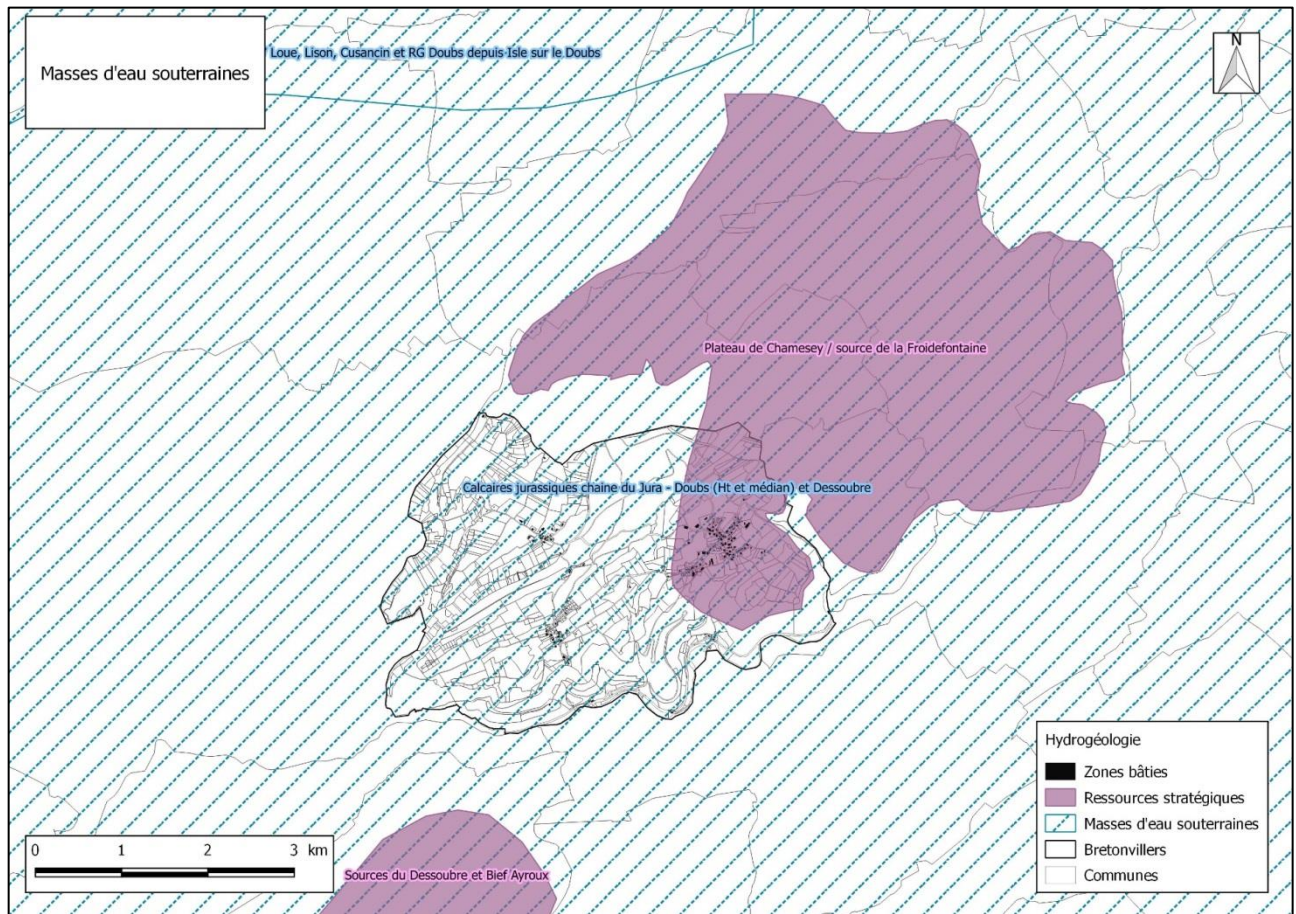 Masses d'eau souterraines
Loue, Lison, Cusancin et RG Doubs depuis Isle sur le Doubs
N
Plateau de Chamesey / source de la Froidefontaine
Calcaires jurassiques chaîne du Jura - Doubs (Ht et médian) et Dessoubre
Hydrogéologie
Zones bâties
Ressources stratégiques
Masses d'eau souterraines
Bretonvillers
Communes
0 1 2 3 km
Sources du Dessoubre et Bief Ayroux